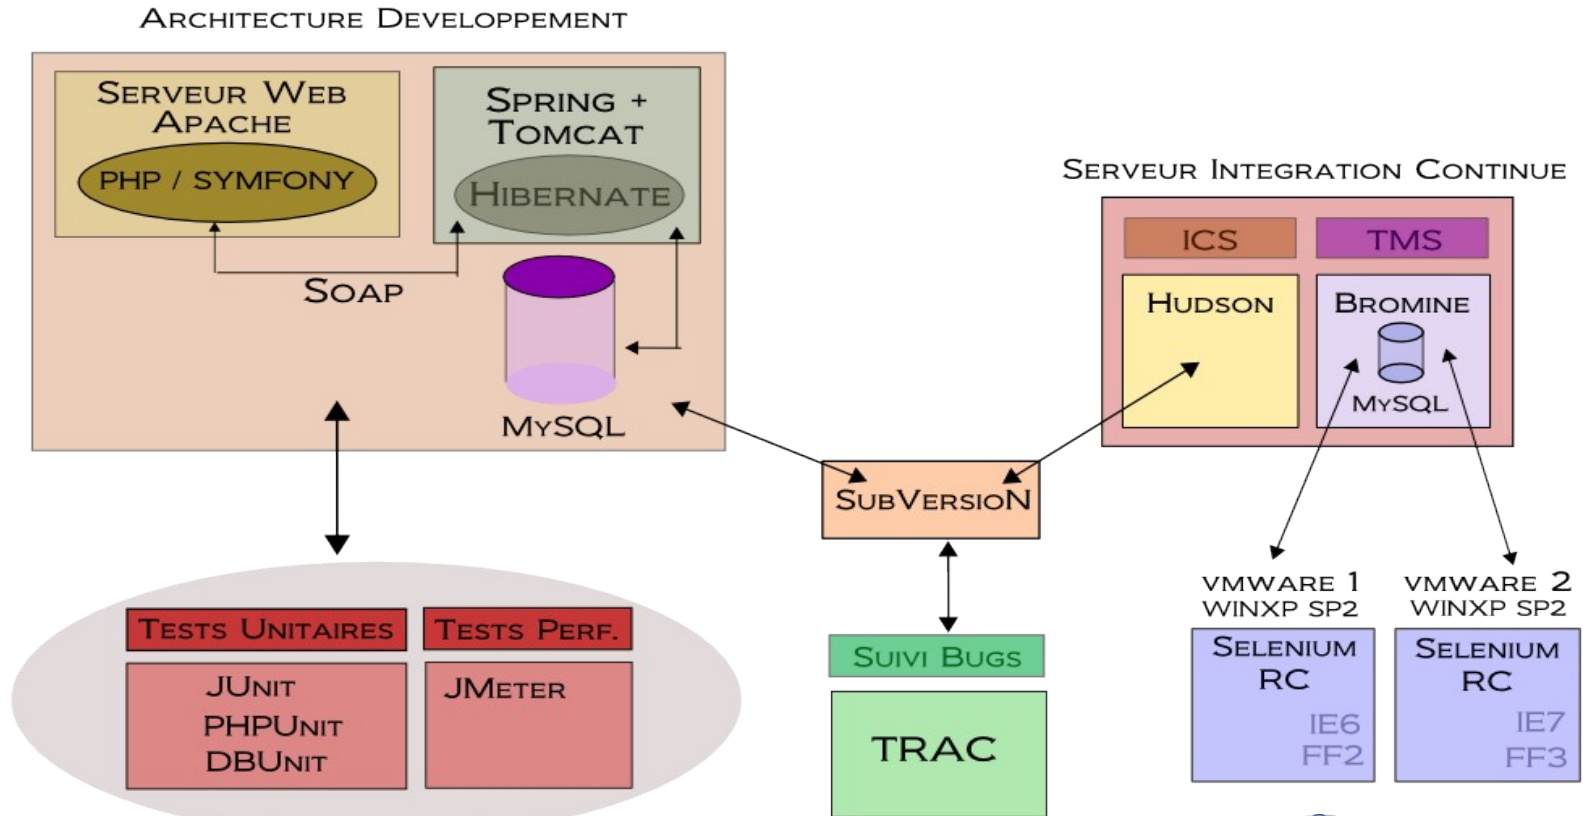 Architecture Developpement
Serveur Web
Apache
PHP / SYMFONY
Spring +
Tomcat
Hibernate
Soap
MySQL
Serveur Integration Continue
ICS
TMS
Hudson
Bromine
MySQL
SubVersioN
Tests Unitaires
Tests Perf.
JUnit
PHPUnit
DBUnit
JMeter
Suivi Bugs
TRAC
vmware 1
winxp sp2
Selenium
RC
IE6
FF2
vmware 2
winxp sp2
Selenium
RC
IE7
FF3